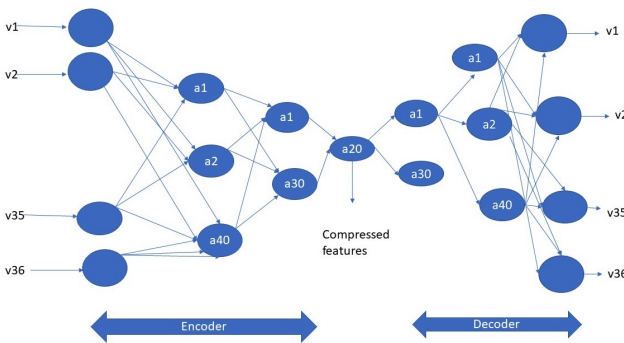 v1
v2
v35
v36
a1
a2
a40
a1
a30
a20
Compressed
features
a1
a30
a1
a2
a40
v1
v2
v35
v36
Encoder
Decoder